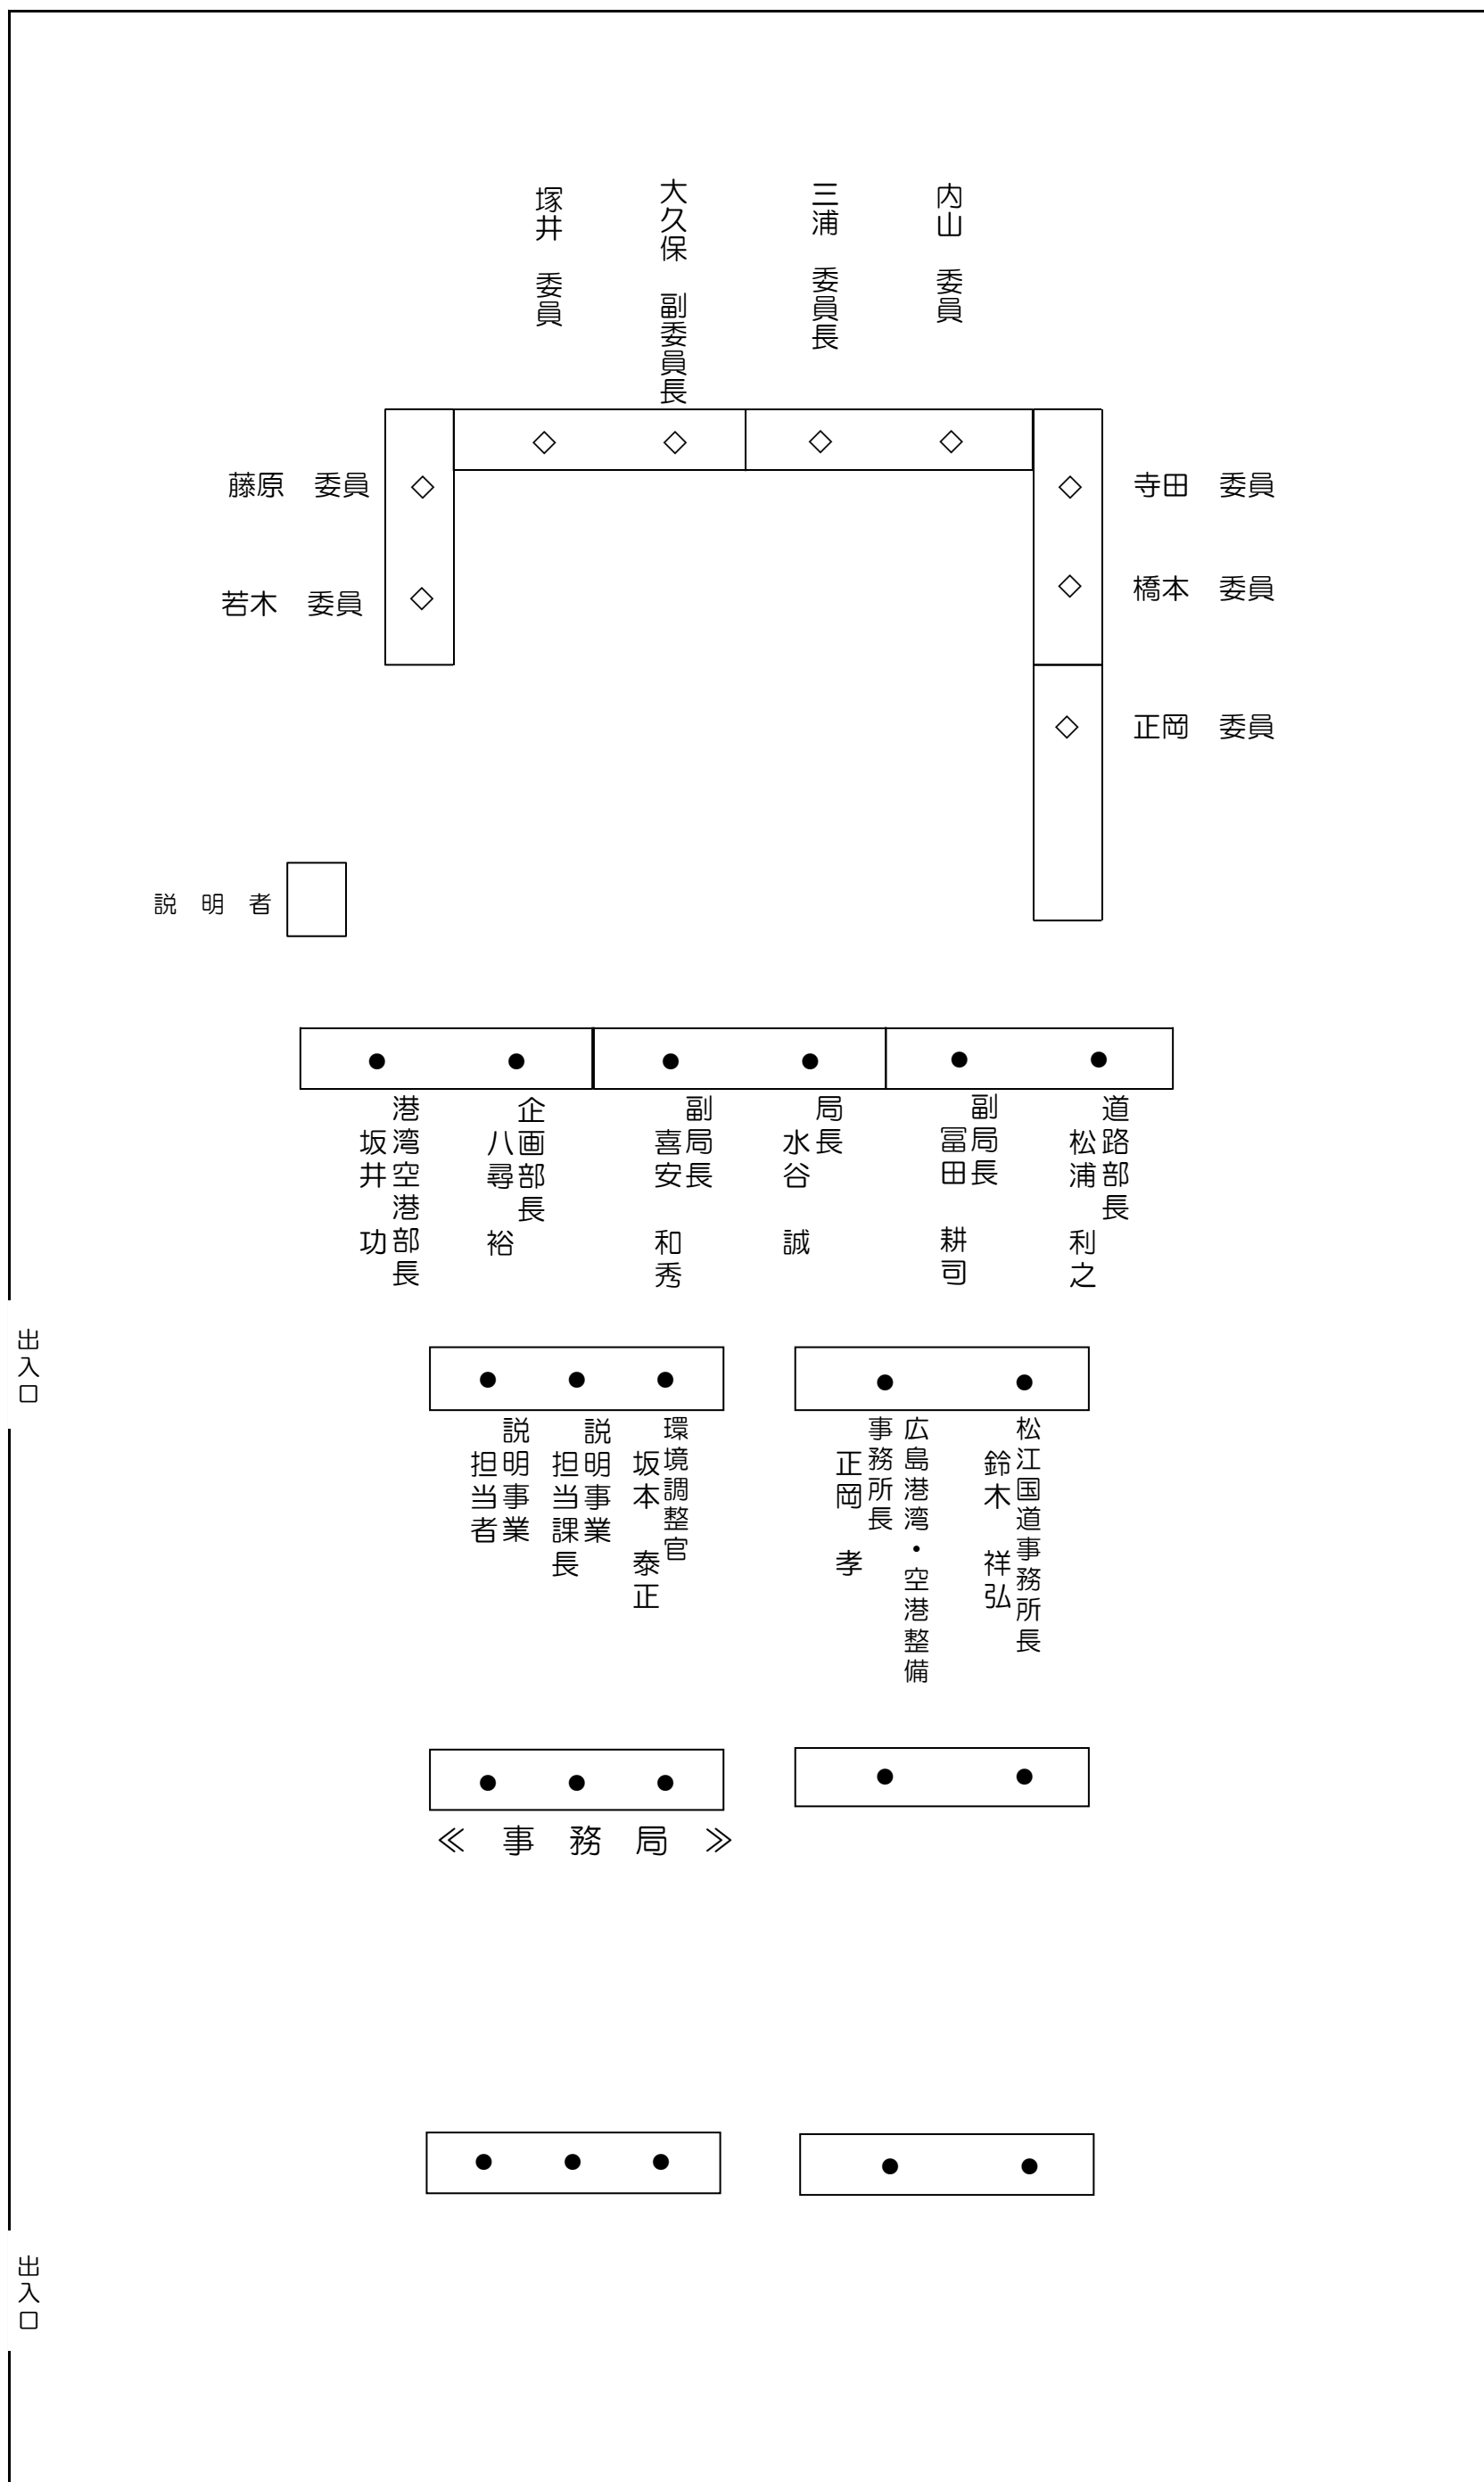 塚井　委員
大久保　副委員長
三浦　委員長
内山　委員
藤原　委員
寺田　委員
若木　委員
橋本　委員
正岡　委員
説　明　者
港湾空港部長
坂井　功
企画部長
八尋　裕
副局長
喜安　和秀
局長
水谷　誠
副局長
冨田　耕司
道路部長
松浦　利之
出入口
説明事業
担当者
説明事業
担当課長
環境調整官
坂本　泰正
広島港湾・空港整備
事務所長
正岡　孝
松江国道事務所長
鈴木　祥弘
≪　事　務　局　≫
出入口